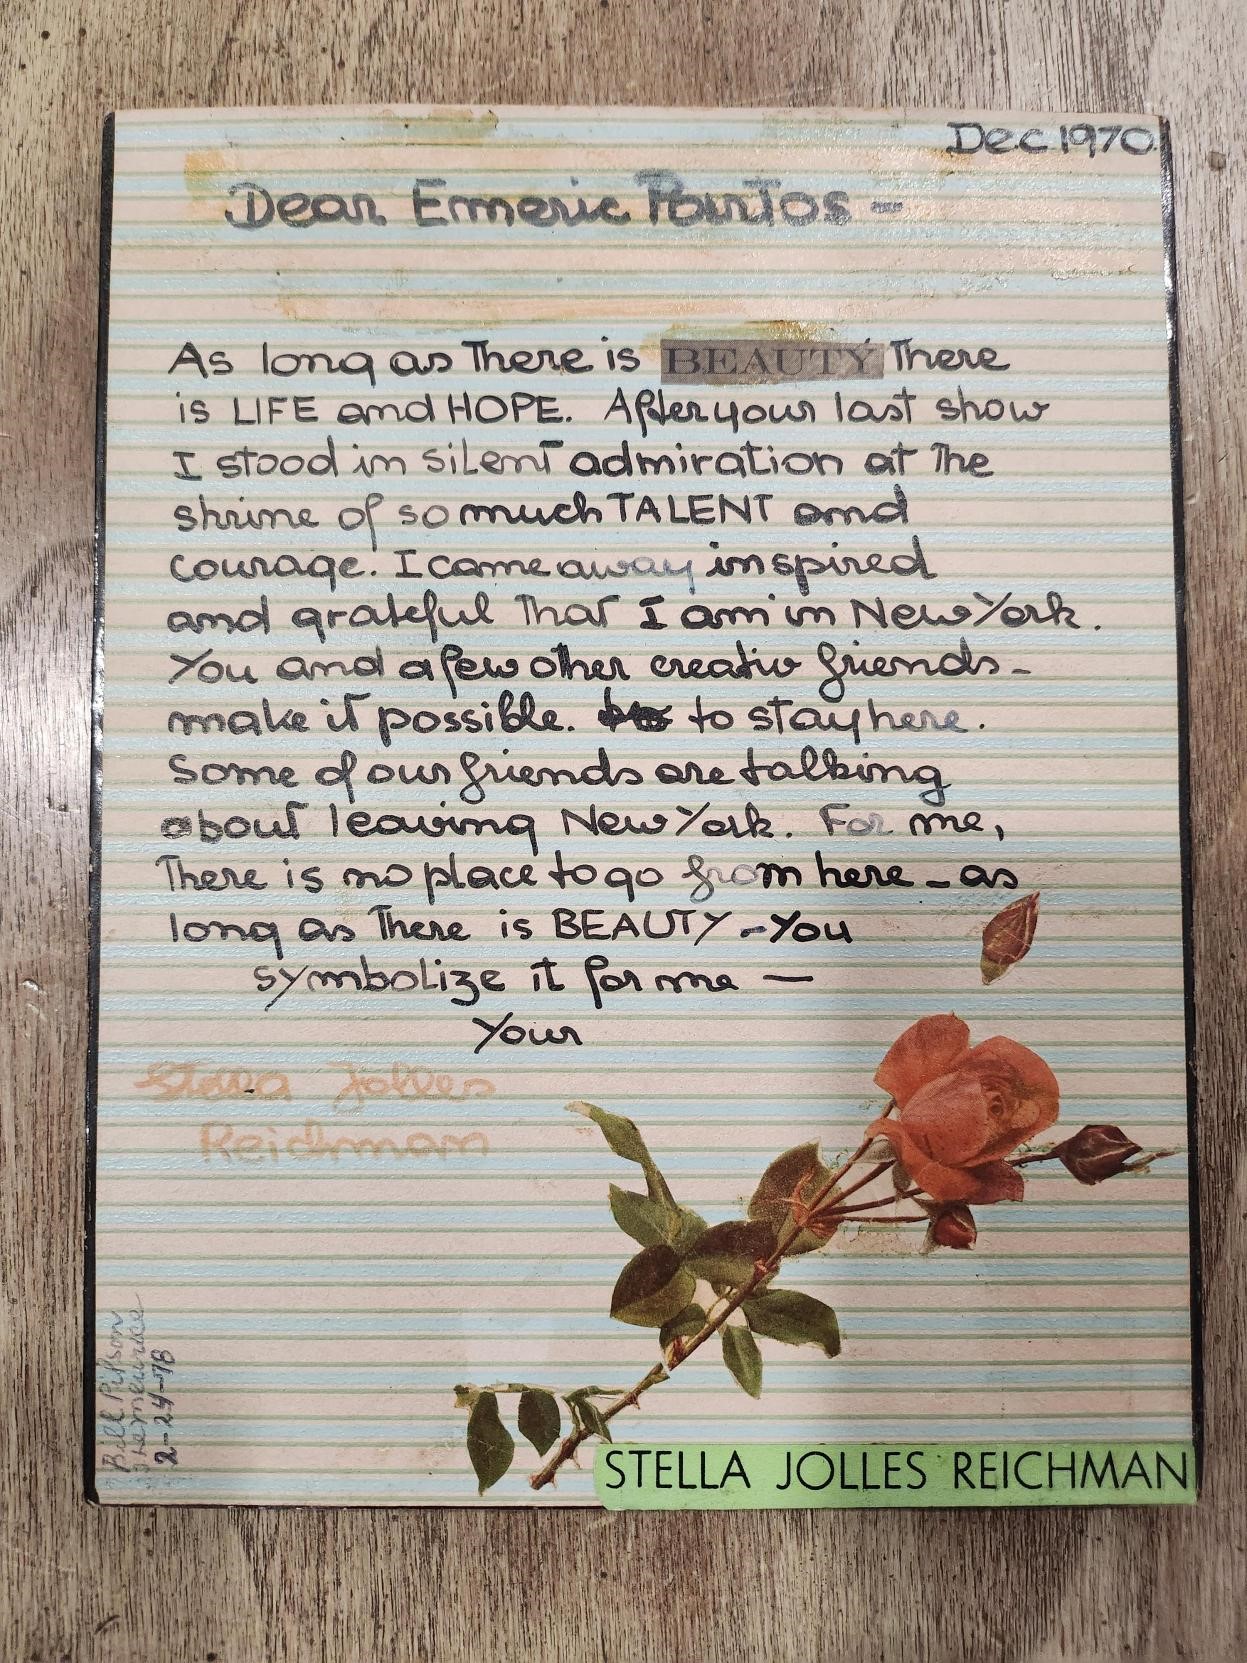 Dec. 1970.
Dear Emeric Partos -
As long as There is BEAUTY There
is LIFE and HOPE. After your last show
I stood in silent admiration at the
shrine of so much TALENT and
courage. I came away inspired
and grateful That I am in New York.
You and a few other creativ friends -
make it possible. to stay here.
Some of our friends are talking
about leaving New York. For me,
There is no place to go from here - as
long as There is BEAUTY - You
symbolize it for me —
Your
Stella Jolles
Reichman
Bill
2-24-78
STELLA JOLLES REICHMAN